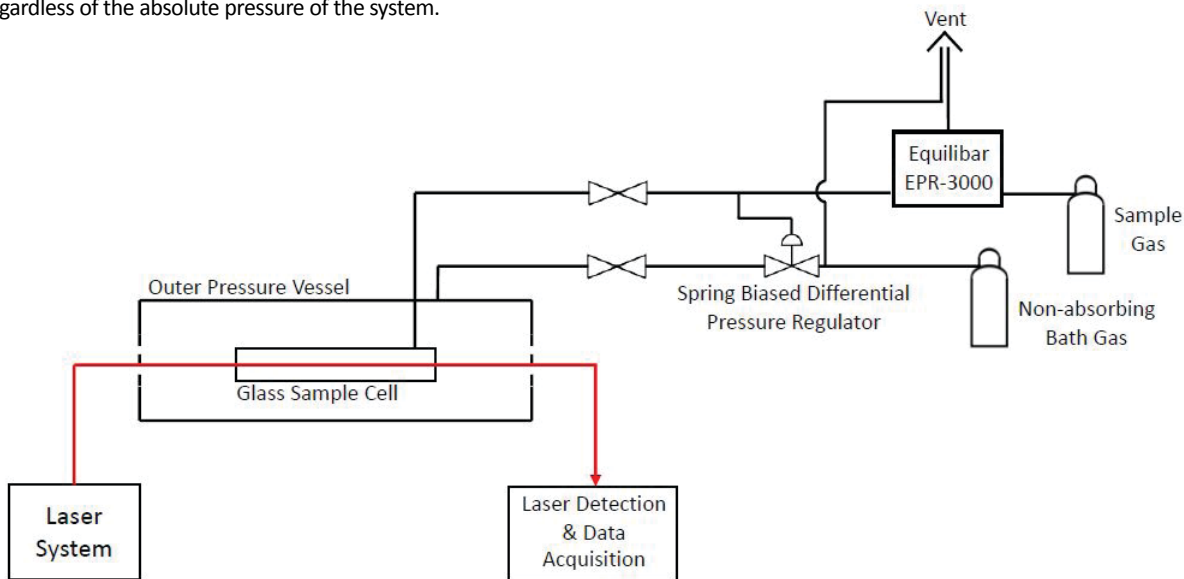 gardless of the absolute pressure of the system.
Vent
Equilibar
EPR-3000
Sample
Gas
Outer Pressure Vessel
Spring Biased Differential
Pressure Regulator
Non-absorbing
Bath Gas
Glass Sample Cell
Laser
System
Laser Detection
& Data
Acquisition